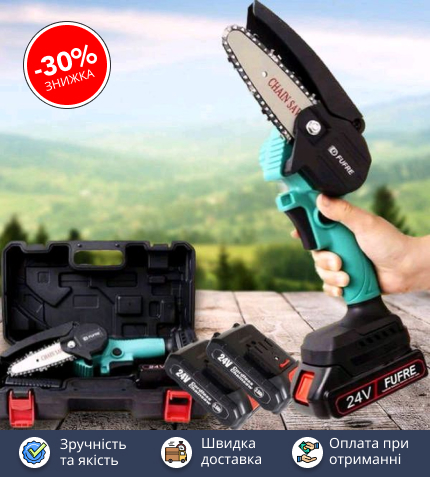 -30%
ЗНИЖКА
CHAIN SAW
FUFRE
FUFRE
24V
24V
24V FUFRE
Зручність
та якість
Швидка
доставка
Оплата при
отриманні